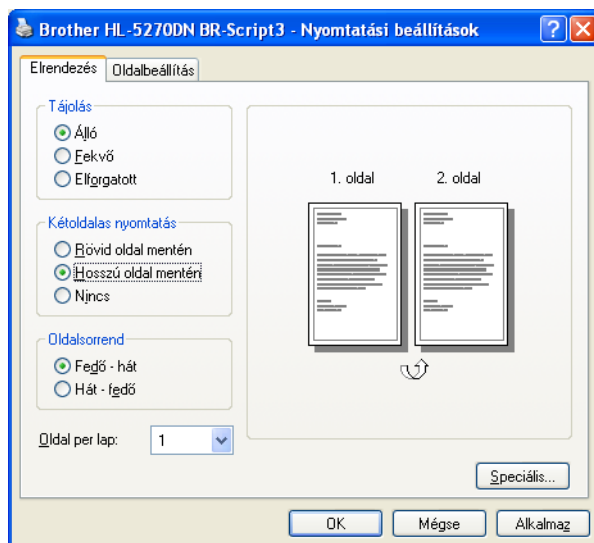 Brother HL-5270DN BR-Script3 - Nyomtatási beállítások
Elrendezés
Oldalbeállítás
Tájolás
Álló
Fekvő
Elforgatott
Kétoldalas nyomtatás
Rövid oldal mentén
Hosszú oldal mentén
Nincs
Oldalsorrend
Fedő - hát
Hát - fedő
Oldal per lap:
1
1. oldal
2. oldal
Speciális...
OK
Mégse
Alkalmaz